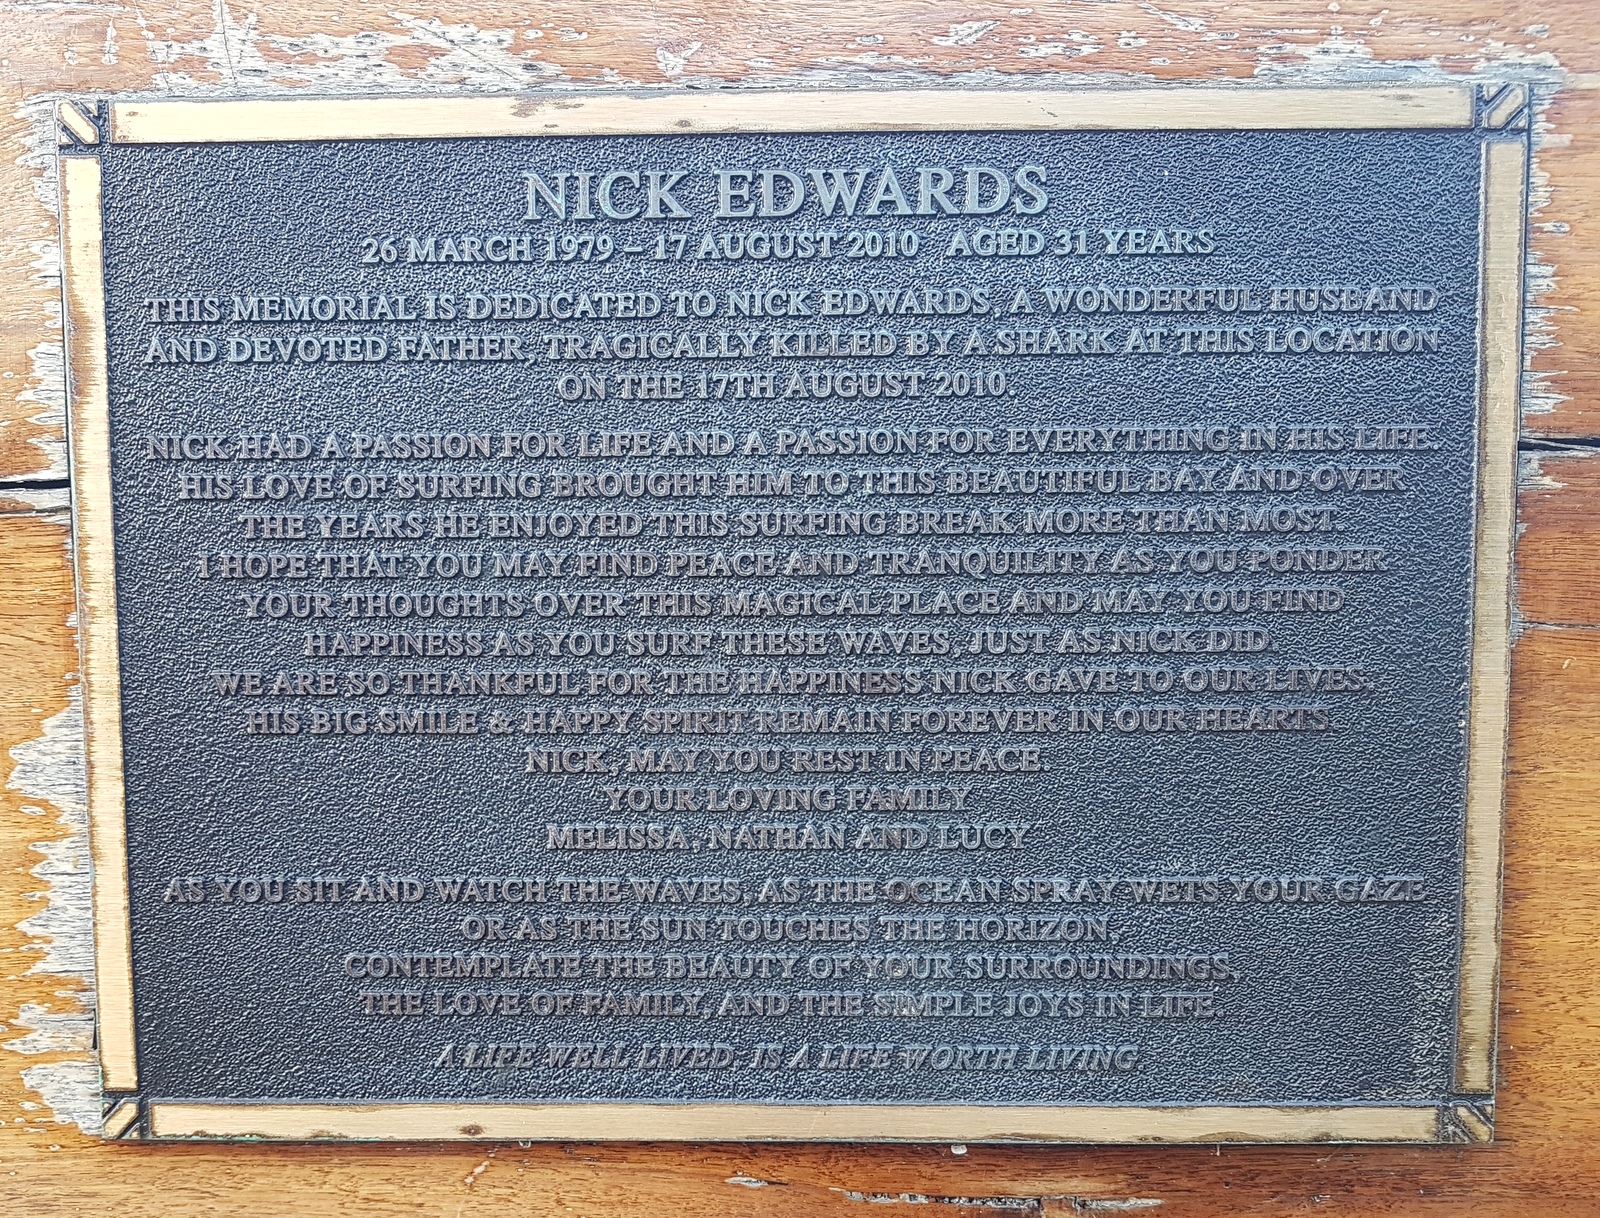 NICK EDWARDS
26 MARCH 1979 – 17 AUGUST 2010 AGED 31 YEARS
THIS MEMORIAL IS DEDICATED TO NICK EDWARDS, A WONDERFUL HUSBAND
AND DEVOTED FATHER, TRAGICALLY KILLED BY A SHARK AT THIS LOCATION
ON THE 17TH AUGUST 2010.
NICK HAD A PASSION FOR LIFE AND A PASSION FOR EVERYTHING IN HIS LIFE.
HIS LOVE OF SURFING BROUGHT HIM TO THIS BEAUTIFUL BAY AND OVER
THE YEARS HE ENJOYED THIS SURFING BREAK MORE THAN MOST.
I HOPE THAT YOU MAY FIND PEACE AND TRANQUILITY AS YOU PONDER
YOUR THOUGHTS OVER THIS MAGICAL PLACE AND MAY YOU FIND
HAPPINESS AS YOU SURF THESE WAVES, JUST AS NICK DID.
WE ARE SO THANKFUL FOR THE HAPPINESS NICK GAVE TO OUR LIVES.
HIS BIG SMILE & HAPPY SPIRIT REMAIN FOREVER IN OUR HEARTS.
NICK, MAY YOU REST IN PEACE
YOUR LOVING FAMILY
MELISSA, NATHAN AND LUCY
AS YOU SIT AND WATCH THE WAVES, AS THE OCEAN SPRAY WETS YOUR GAZE
OR AS THE SUN TOUCHES THE HORIZON,
CONTEMPLATE THE BEAUTY OF YOUR SURROUNDINGS,
THE LOVE OF FAMILY, AND THE SIMPLE JOYS IN LIFE.
A LIFE WELL LIVED, IS A LIFE WORTH LIVING.